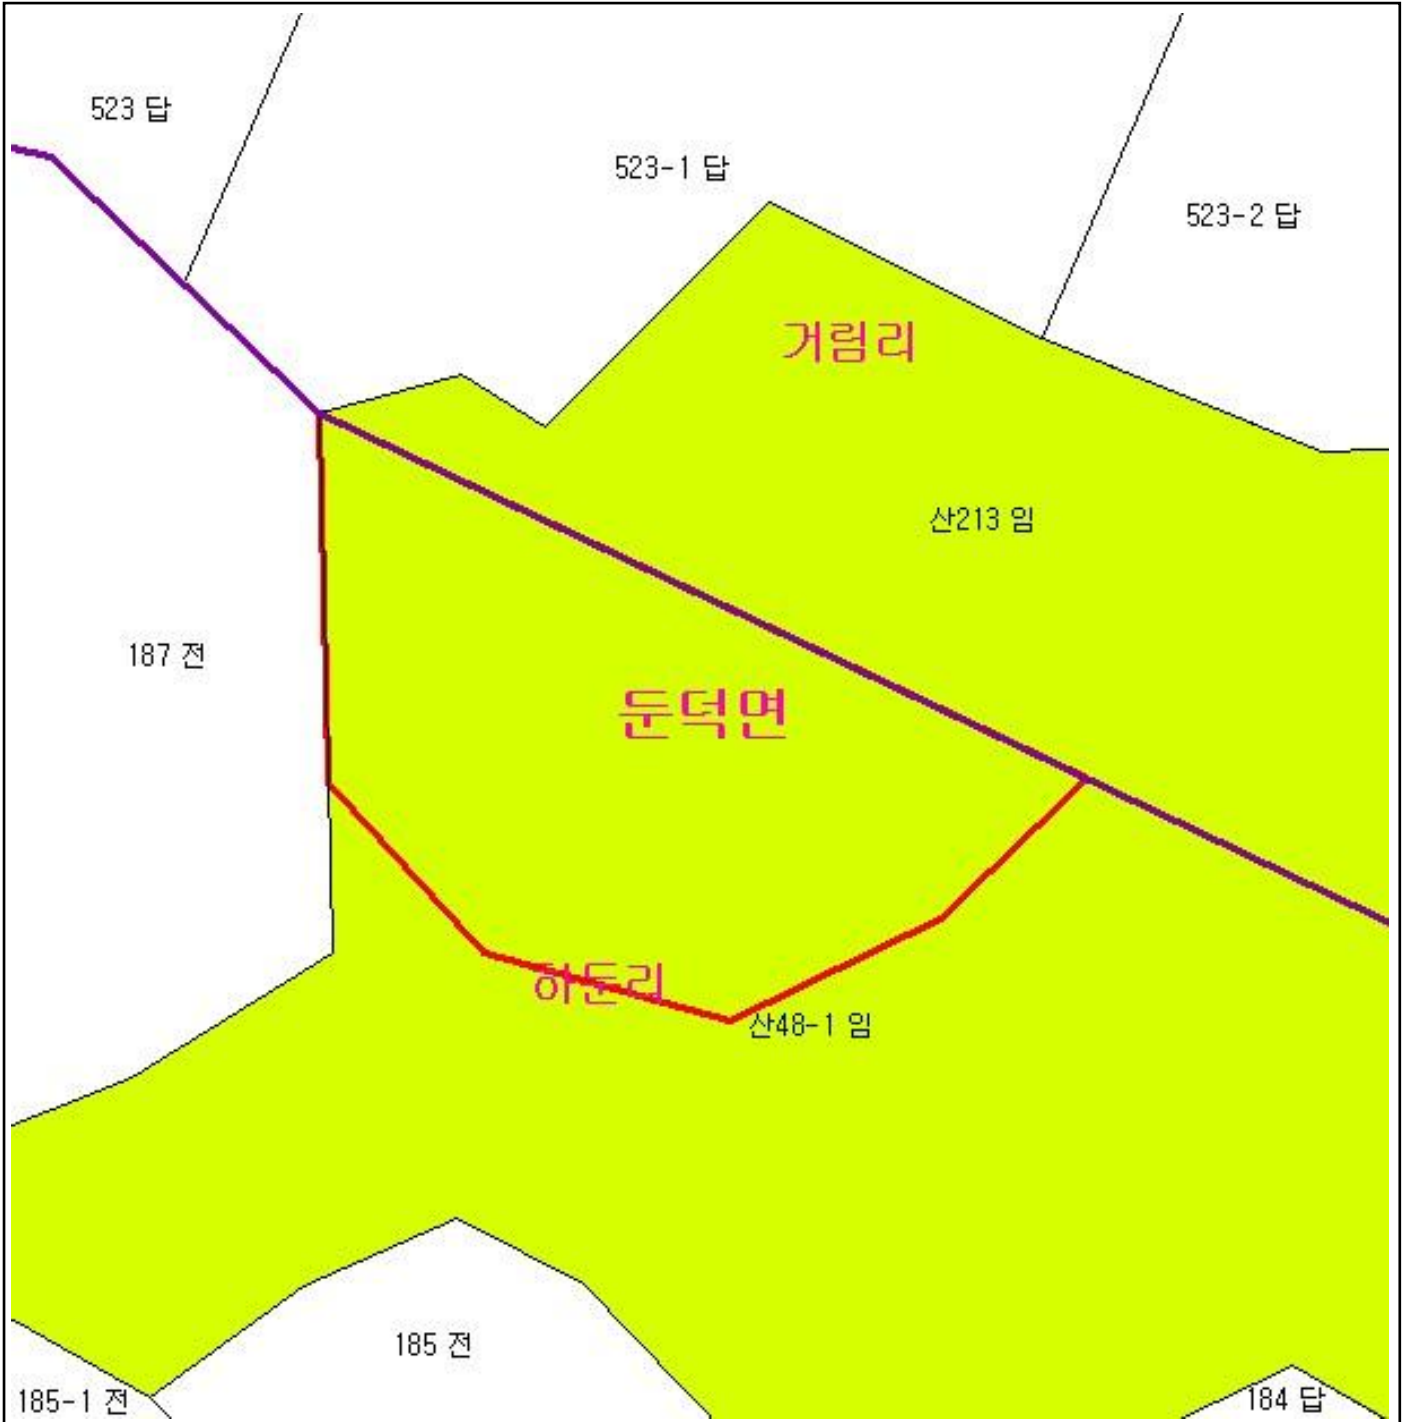 523 답
523-1 답
523-2 답
거림리
산213 임
187 전
둔덕면
하둔리
산48-1 임
185 전
185-1 전
184 답